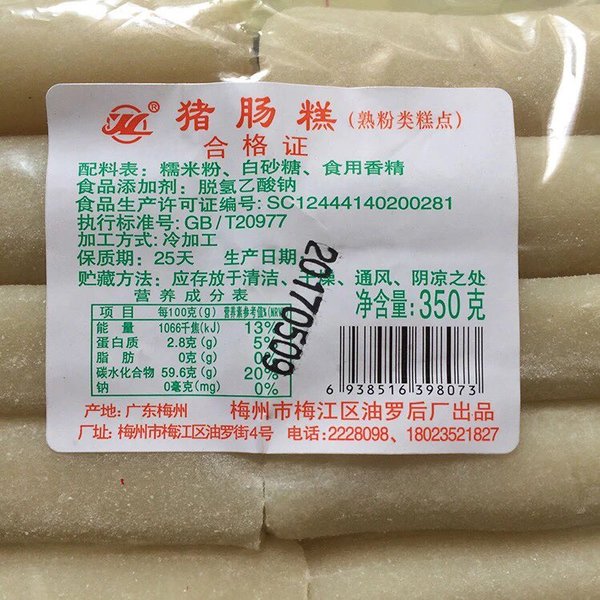 ® 猪肠糕(熟粉类糕点)
合格证
配料表：糯米粉、白砂糖、食用香精
食品添加剂：脱氢乙酸钠
食品生产许可证编号：SC12444140200281
执行标准号：GB/T20977
加工方式：冷加工
保质期：25天 生产日期
20170509
贮藏方法：应存放于清洁、燥、通风、阴凉之处
营养成分表
净含量：350克
项目 每100克(g) 营养素参考值%(NRV
能量 1066千焦(kJ) 13%
蛋白质 2.8克(g) 5%
脂肪 0克(g) 0%
碳水化合物 59.6克(g) 20%
钠 0毫克(mg) 0%
6 938516 398073
产地：广东梅州 梅州市梅江区油罗后厂出品
厂址：梅州市梅江区油罗街4号 电话：2228098、18023521827